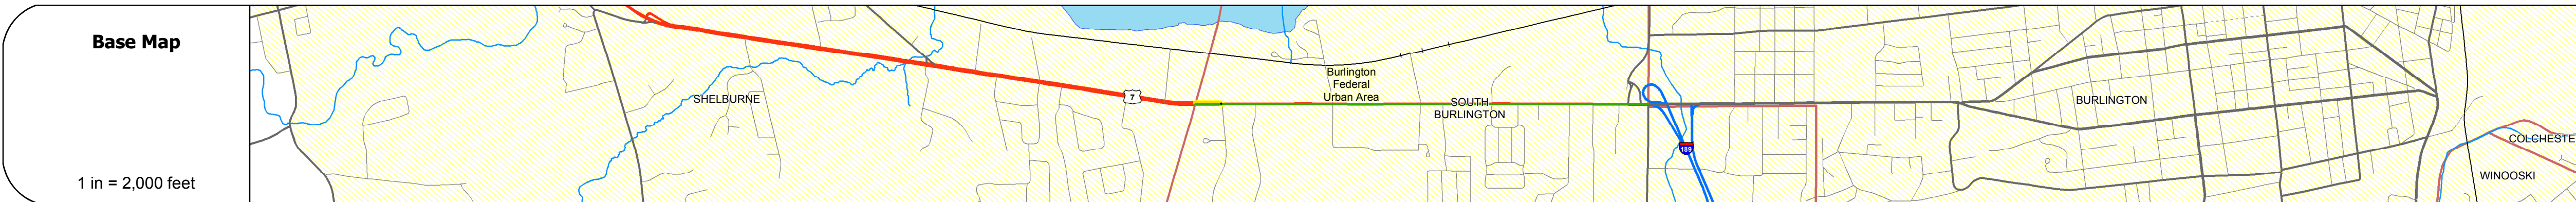 Base Map
1 in = 2,000 feet
SHELBURNE
7
Burlington
Federal
Urban Area
SOUTH
BURLINGTON
189
BURLINGTON
COLCHESTE
WINOOSKI